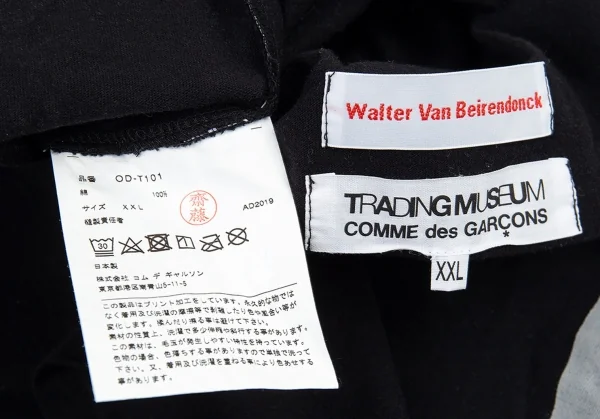 Walter Van Beirendonck
TRADING MUSEUM
COMME des GARÇONS
XXL
品番 OD-T101
綿 100%
サイズ XXL
縫製責任者
齋藤
AD2019
30
日本製
株式会社 コム デ ギャルソン
東京都港区南青山5-11-5
この製品はプリント加工をしています。永久的な物では
なく着用及び洗濯の摩擦等で剥離したり色や風合い等が
変化します。揉んだり擦る事は避けて下さい。
素材の性質上、洗濯で多少伸縮や斜行する事があります。
この素材は、毛玉が発生しやすい特性を持っています。
色物の場合、色落ちする事がありますので単独で洗って
下さい。又、着用及び洗濯を重ねる事により色あせする
事があります。